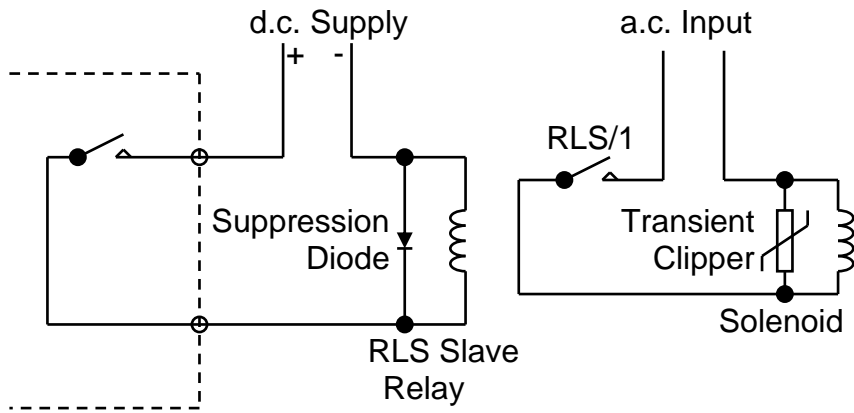 d.c. Supply
+ -
a.c. Input
RLS/1
Suppression
Diode
Transient
Clipper
Solenoid
RLS Slave
Relay